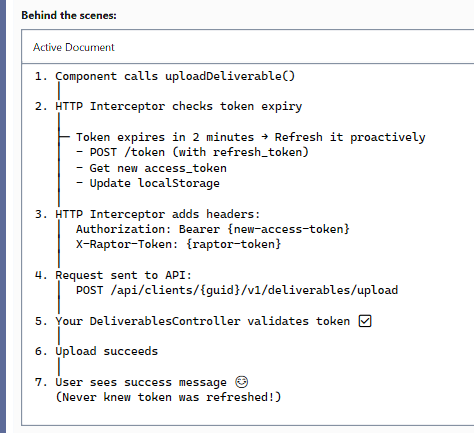 Behind the scenes:
Active Document
1. Component calls uploadDeliverable()
2. HTTP Interceptor checks token expiry
Token expires in 2 minutes → Refresh it proactively
- POST /token (with refresh_token)
- Get new access_token
- Update localStorage
3. HTTP Interceptor adds headers:
Authorization: Bearer {new-access-token}
X-Raptor-Token: {raptor-token}
4. Request sent to API:
POST /api/clients/{guid}/v1/deliverables/upload
5. Your DeliverablesController validates token ☑
6. Upload succeeds
7. User sees success message 😊
(Never knew token was refreshed!)